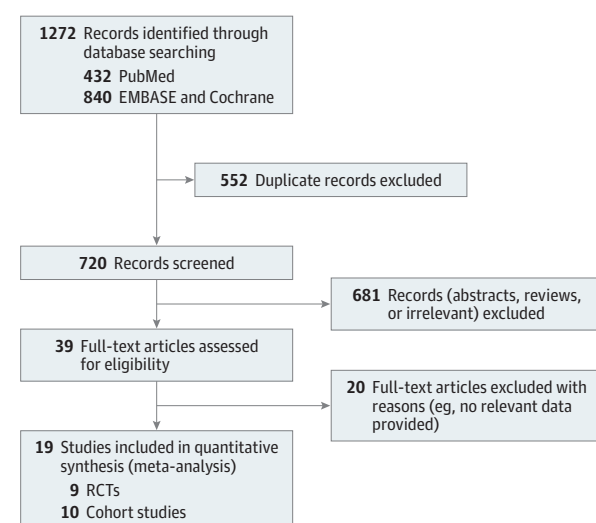 1272 Records identified through
database searching
432 PubMed
840 EMBASE and Cochrane
552 Duplicate records excluded
720 Records screened
681 Records (abstracts, reviews,
or irrelevant) excluded
39 Full-text articles assessed
for eligibility
20 Full-text articles excluded with
reasons (eg, no relevant data
provided)
19 Studies included in quantitative
synthesis (meta-analysis)
9 RCTs
10 Cohort studies